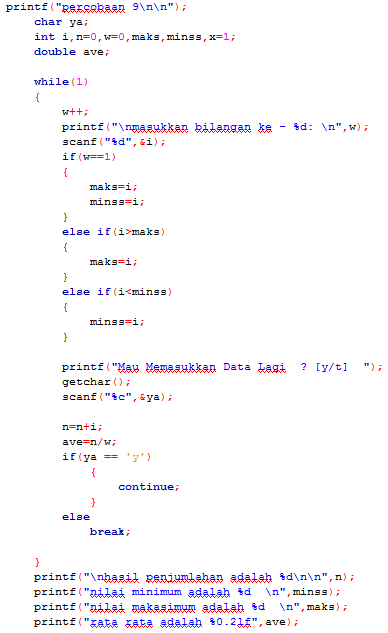 printf("percobaan 9\n\n");
char ya;
int i,n=0,w=0,maks,minss,x=1;
double ave;
while(1)
{
w++;
printf("\nmasukkan bilangan ke - %d: \n",w);
scanf("%d",&i);
if(w==1)
{
maks=i;
minss=i;
}
else if(i>maks)
{
maks=i;
}
else if(i<minss)
{
minss=i;
}
printf("Mau Memasukkan Data Lagi  ? [y/t]  ");
getchar();
scanf("%c",&ya);
n=n+i;
ave=n/w;
if(ya == 'y')
{
continue;
}
else
break;
}
printf("\nhasil penjumlahan adalah %d\n\n",n);
printf("nilai minimum adalah %d  \n",minss);
printf("nilai makasimum adalah %d  \n",maks);
printf("rata rata adalah %0.2lf",ave);